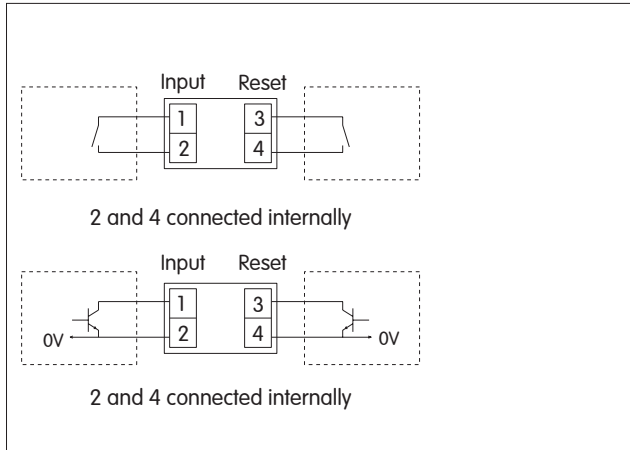 Input Reset
1 3
2 4
2 and 4 connected internally
Input Reset
1 3
0V 2 4 0V
2 and 4 connected internally